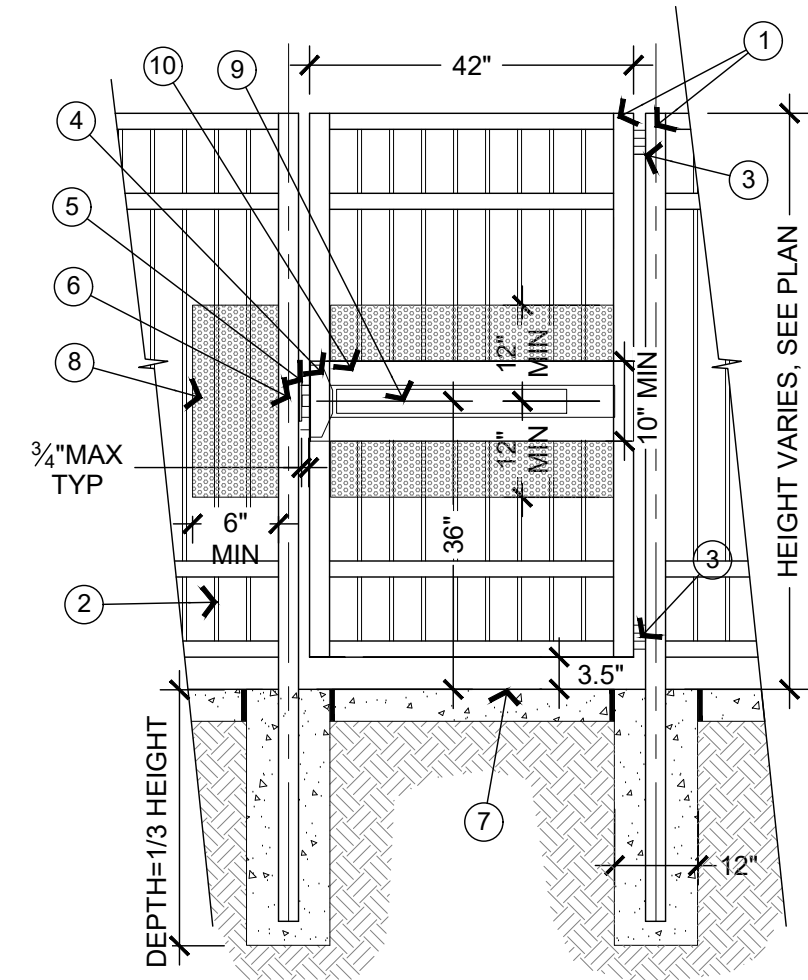 1
42"
10
9
4
3
5
6
8
HEIGHT VARIES, SEE PLAN
12"
MIN
10" MIN
3/4"MAX
TYP
12"
MIN
6"
MIN
36"
3
2
3.5"
DEPTH=1/3 HEIGHT
7
12"